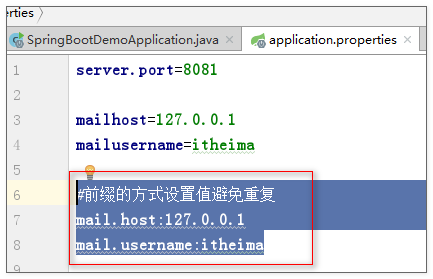 perties
SpringBootDemoApplication.java
application.properties
1 server.port=8081
2
3 mailhost=127.0.0.1
4 mailusername=itheima
5
6 #前缀的方式设置值避免重复
7 mail.host:127.0.0.1
8 mail.username:itheima